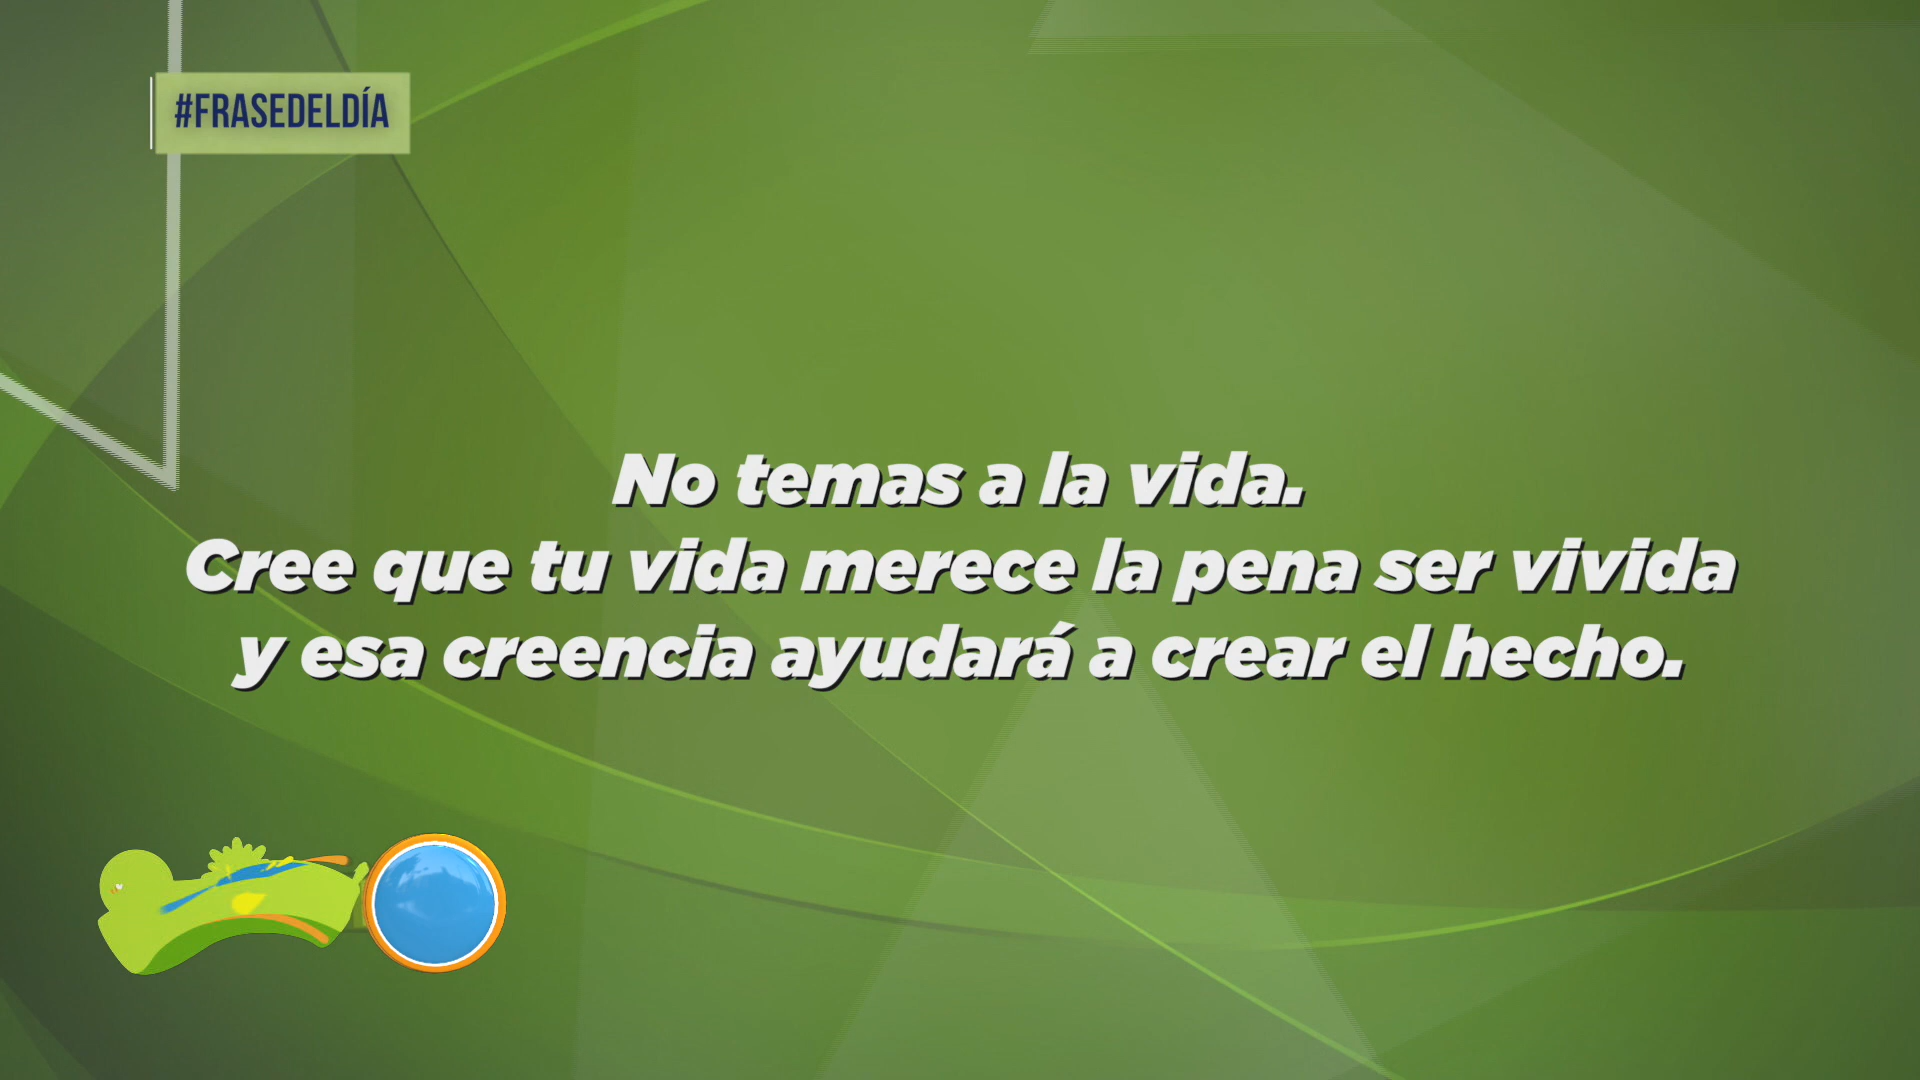 #FRASEDELDÍA
No temas a la vida.
Cree que tu vida merece la pena ser vivida
y esa creencia ayudará a crear el hecho.